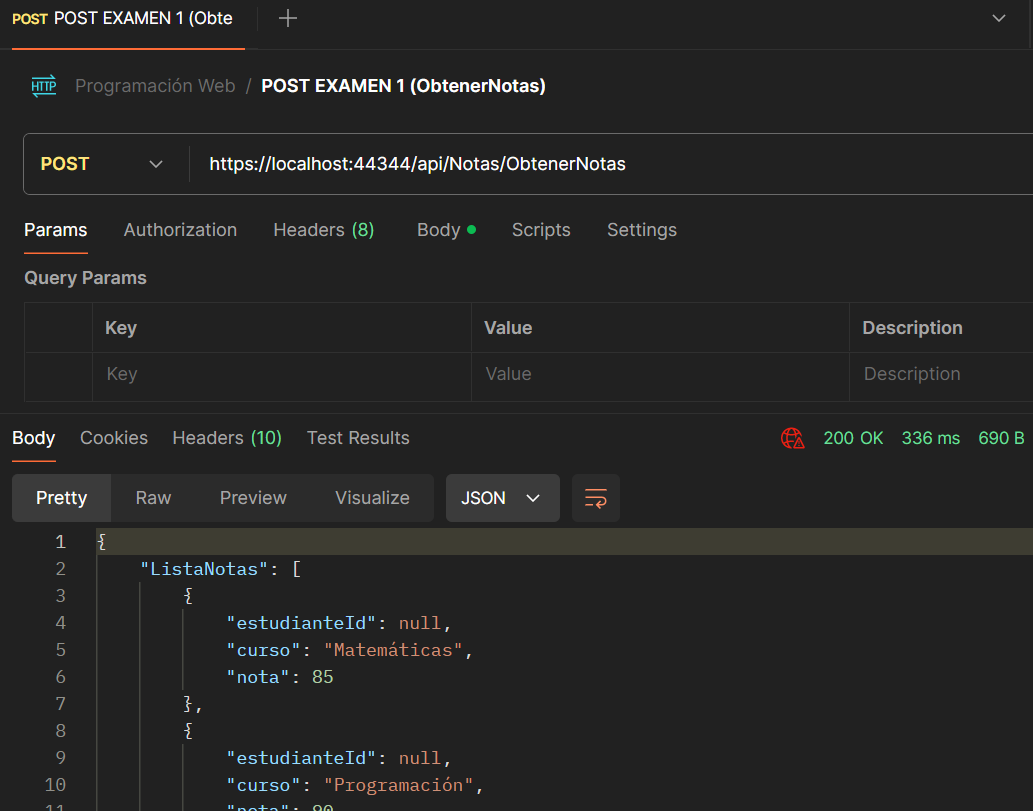 POST POST EXAMEN 1 (Obte
HTTP Programación Web / POST EXAMEN 1 (ObtenerNotas)
POST https://localhost:44344/api/Notas/ObtenerNotas
Params Authorization Headers (8) Body Scripts Settings
Query Params
Key Value Description
Key Value Description
Body Cookies Headers (10) Test Results 200 OK 336 ms 690 B
Pretty Raw Preview Visualize JSON
1 {
2 "ListaNotas": [
3 {
4 "estudianteId": null,
5 "curso": "Matemáticas",
6 "nota": 85
7 },
8 {
9 "estudianteId": null,
10 "curso": "Programación",
11 "nota": 90